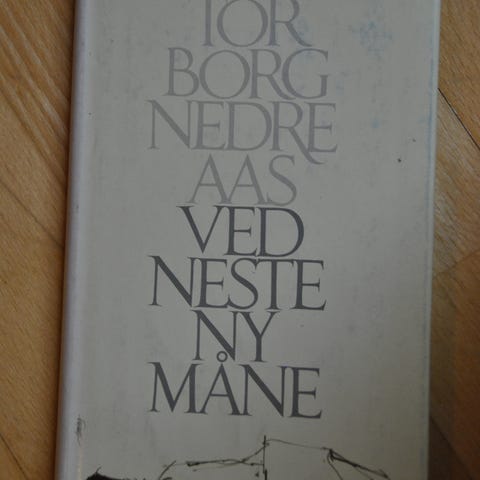 TOR
BORG
NEDRE
AAS
VED
NESTE
NY
MÅNE